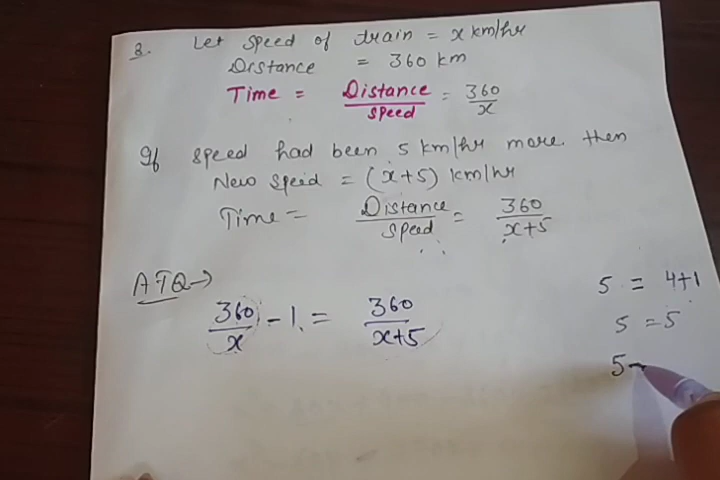 8. Let speed of train = x km/hr
Distance = 360 km
Time = Distance/speed = 360/x
If speed had been 5 km/hr more. then
New speed = (x+5) km/hr
Time = Distance/speed = 360/x+5
ATQ→
360/x - 1 = 360/x+5
5 = 4+1
5 = 5
5-